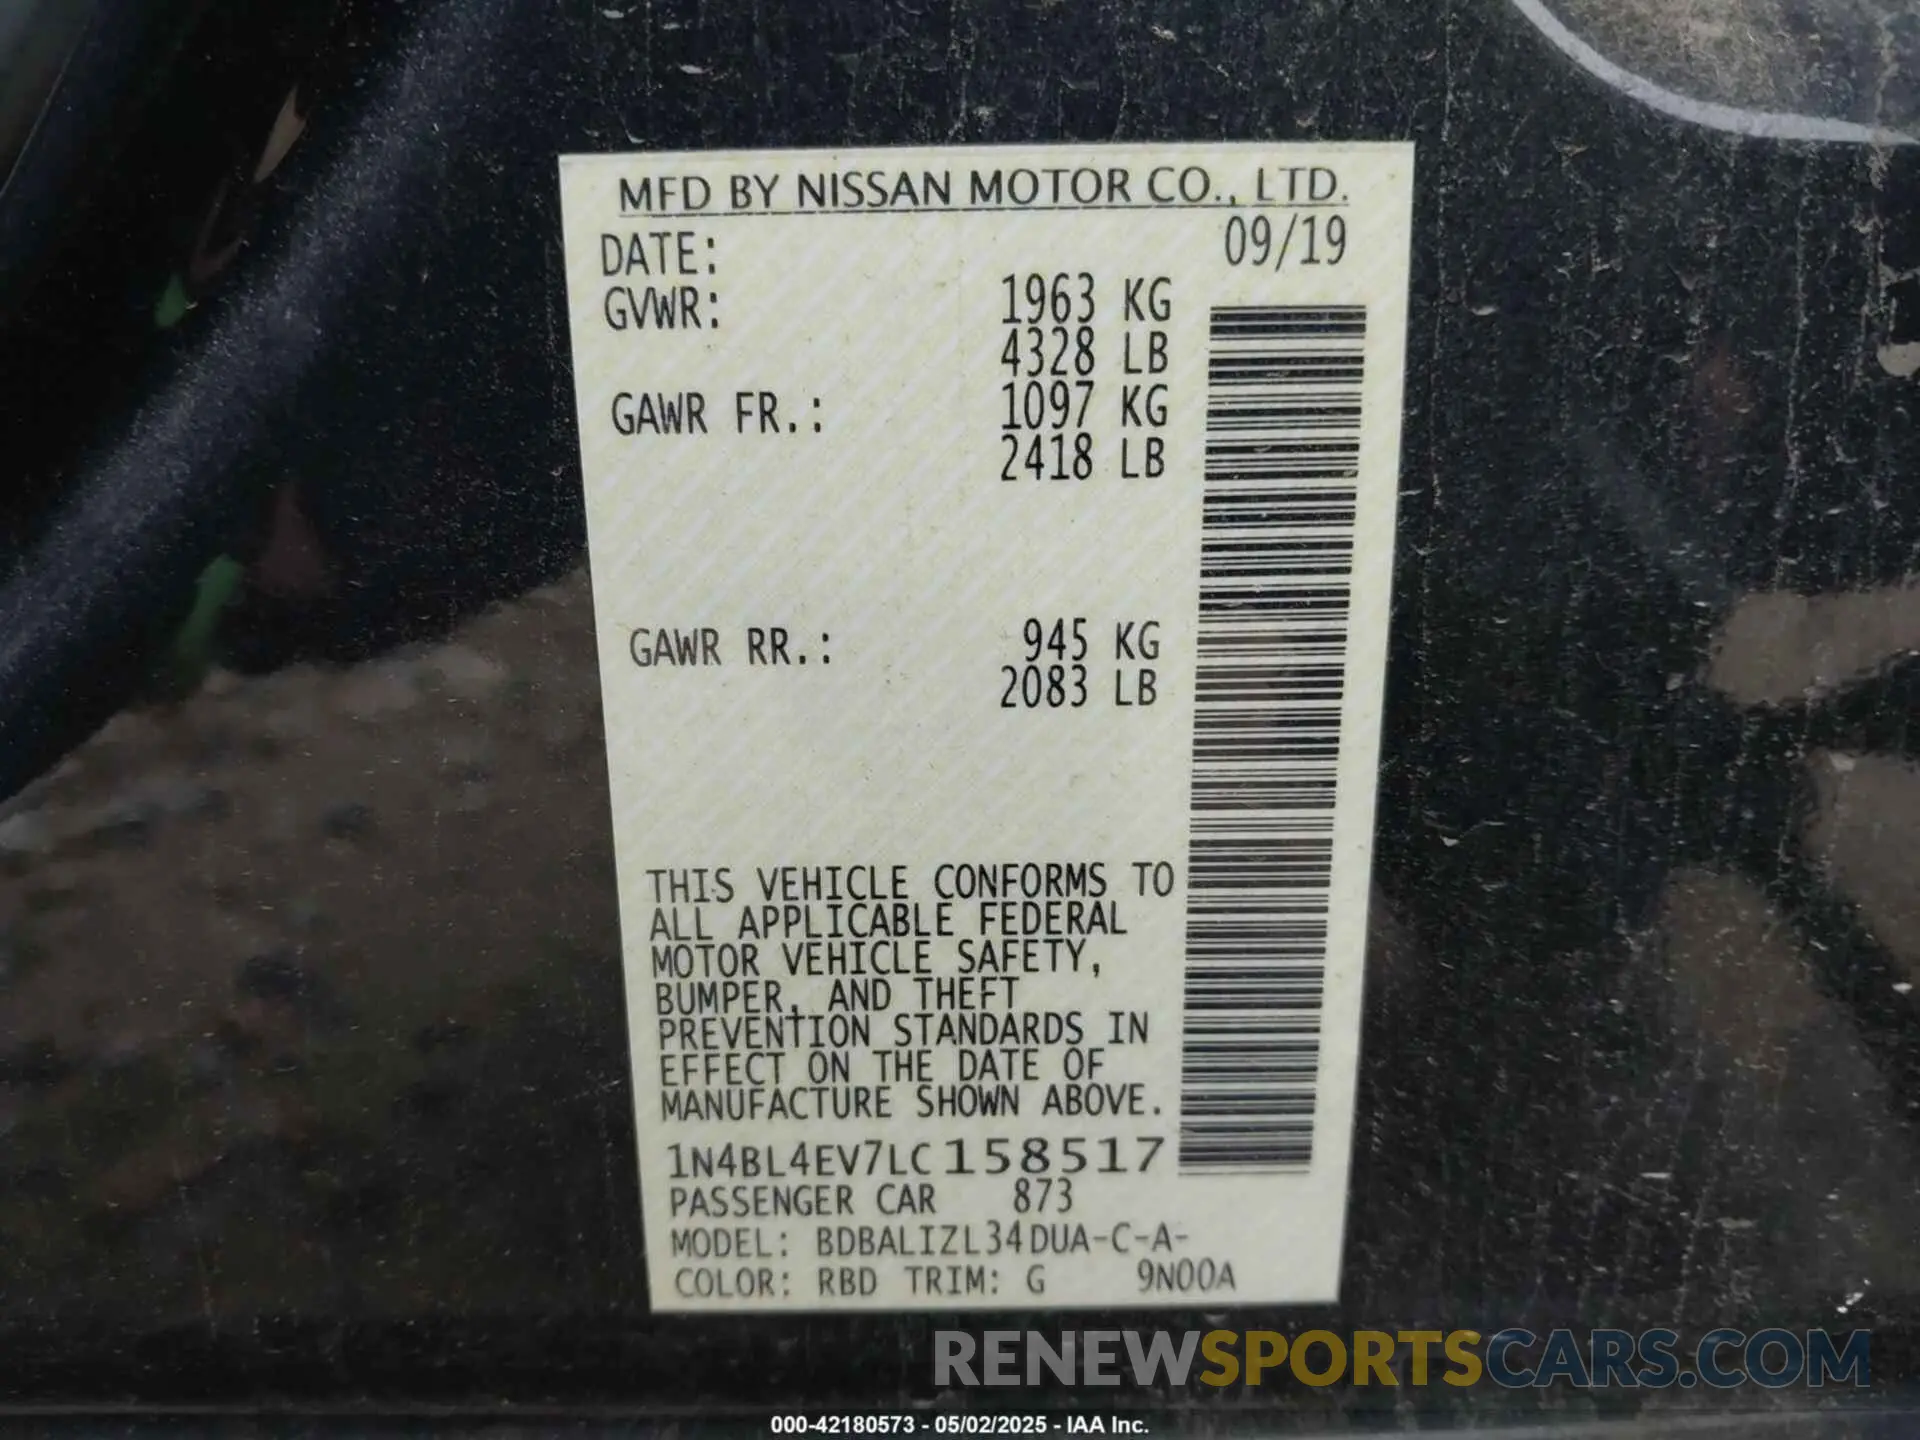 MFD BY NISSAN MOTOR CO., LTD.
DATE: 09/19
GVWR: 1963 KG
4328 LB
GAWR FR.: 1097 KG
2418 LB
GAWR RR.: 945 KG
2083 LB
THIS VEHICLE CONFORMS TO
ALL APPLICABLE FEDERAL
MOTOR VEHICLE SAFETY,
BUMPER, AND THEFT
PREVENTION STANDARDS IN
EFFECT ON THE DATE OF
MANUFACTURE SHOWN ABOVE.
1N4BL4EV7LC158517
PASSENGER CAR 873
MODEL: BDBALIZL34DUA-C-A-
COLOR: RBD TRIM: G 9N00A
RENEWSPORTSCARS.COM
000-42180573 - 05/02/2025 - IAA Inc.